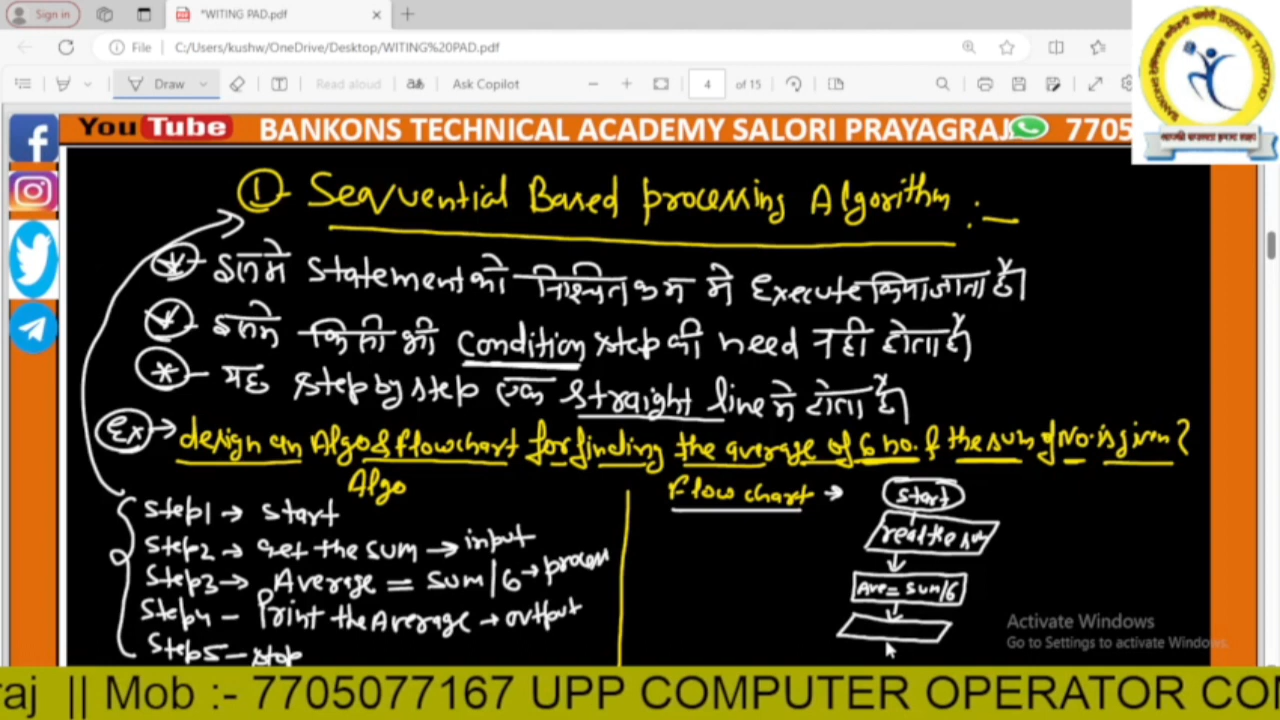 Sign in
*WITING PAD.pdf
File C:/Users/kushw/OneDrive/Desktop/WITING%20PAD.pdf
Draw Read aloud Ask Copilot 4 of 15
YouTube BANKONS TECHNICAL ACADEMY SALORI PRAYAGRAJ 7705
① Sequential Based processing Algorithm :-
* - इसमे Statement को निश्चित क्रम मे Execute किया जाता है।
* - इसमे किसी भी condition step की need नही होता है।
* - यह step by step एक straight line मे होता है।
Ex → design an Algo & flowchart for finding the average of 6 no. if the sum of No. is given?
Algo
Step1 → start
Step2 → get the sum → input
Step3 → Average = sum/6 → process
Step4 - Print the Average → output
Step5 - stop
Flow chart →
start
read the sum
Ave = sum/6
Activate Windows
Go to Settings to activate Windows.
raj || Mob :- 7705077167 UPP COMPUTER OPERATOR CON